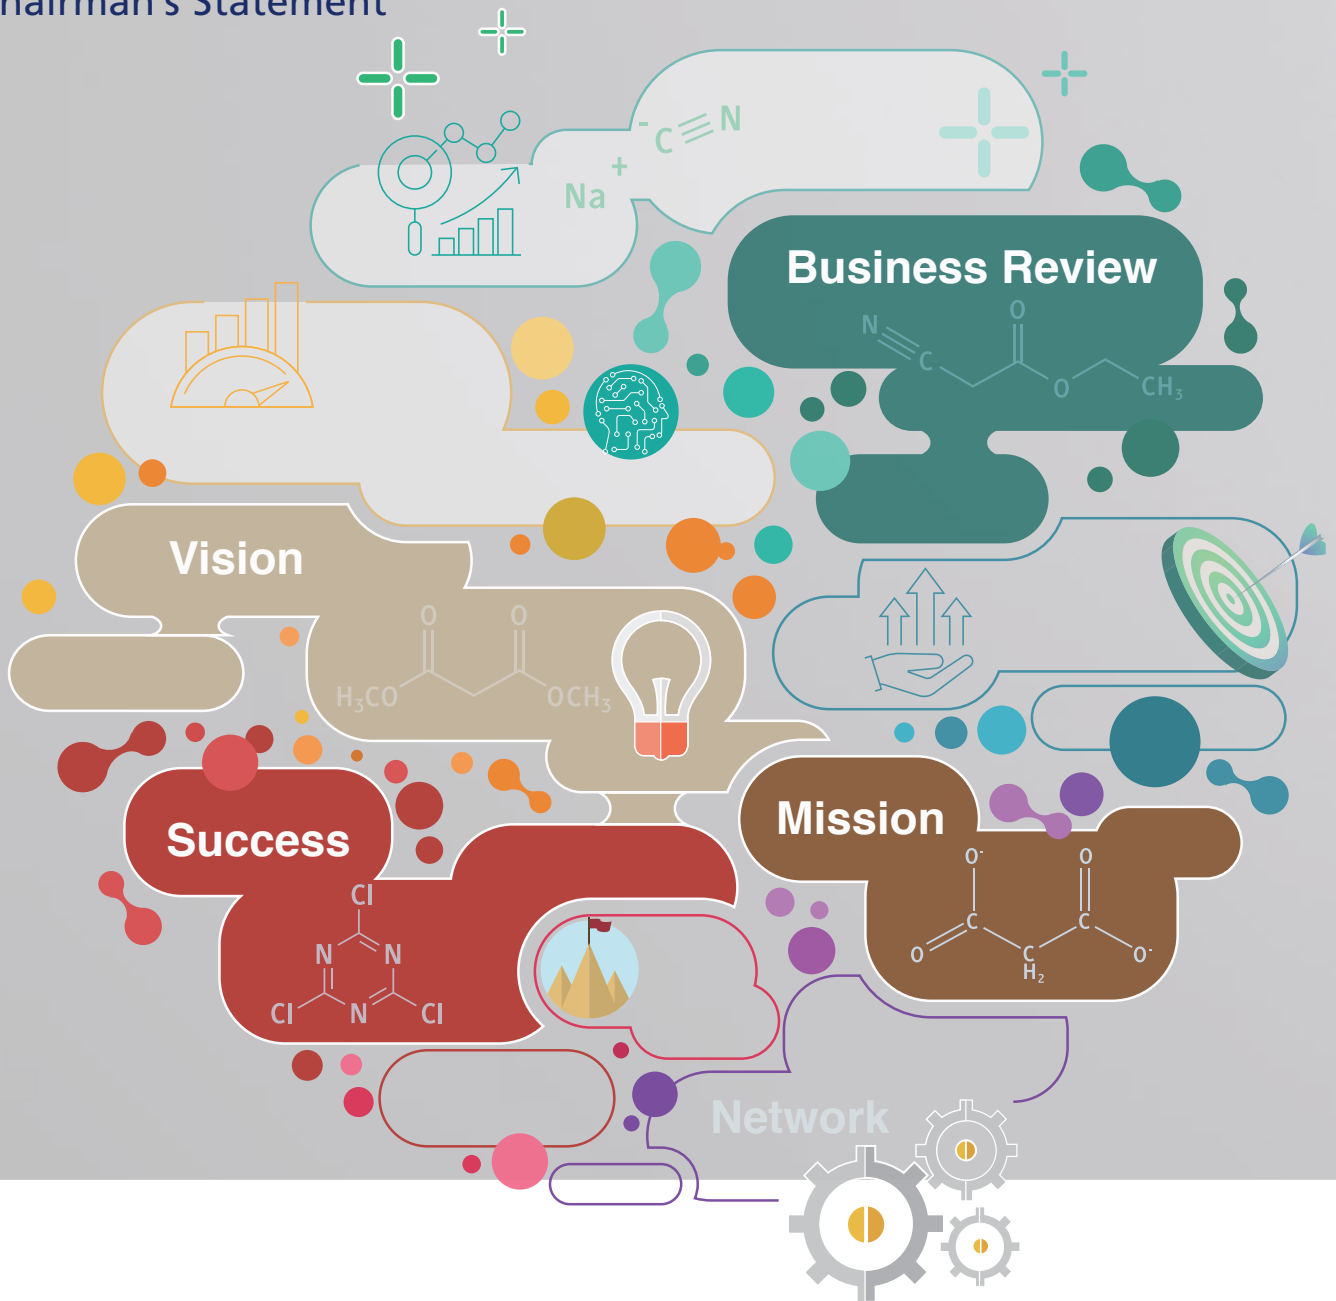 hairman's Statement
- C N
Na +
Business Review
N C O O CH3
Vision
O O
H3CO OCH3
Success
Mission
Cl
N N
Cl N Cl
O- O
C C
O C O-
H2
Network